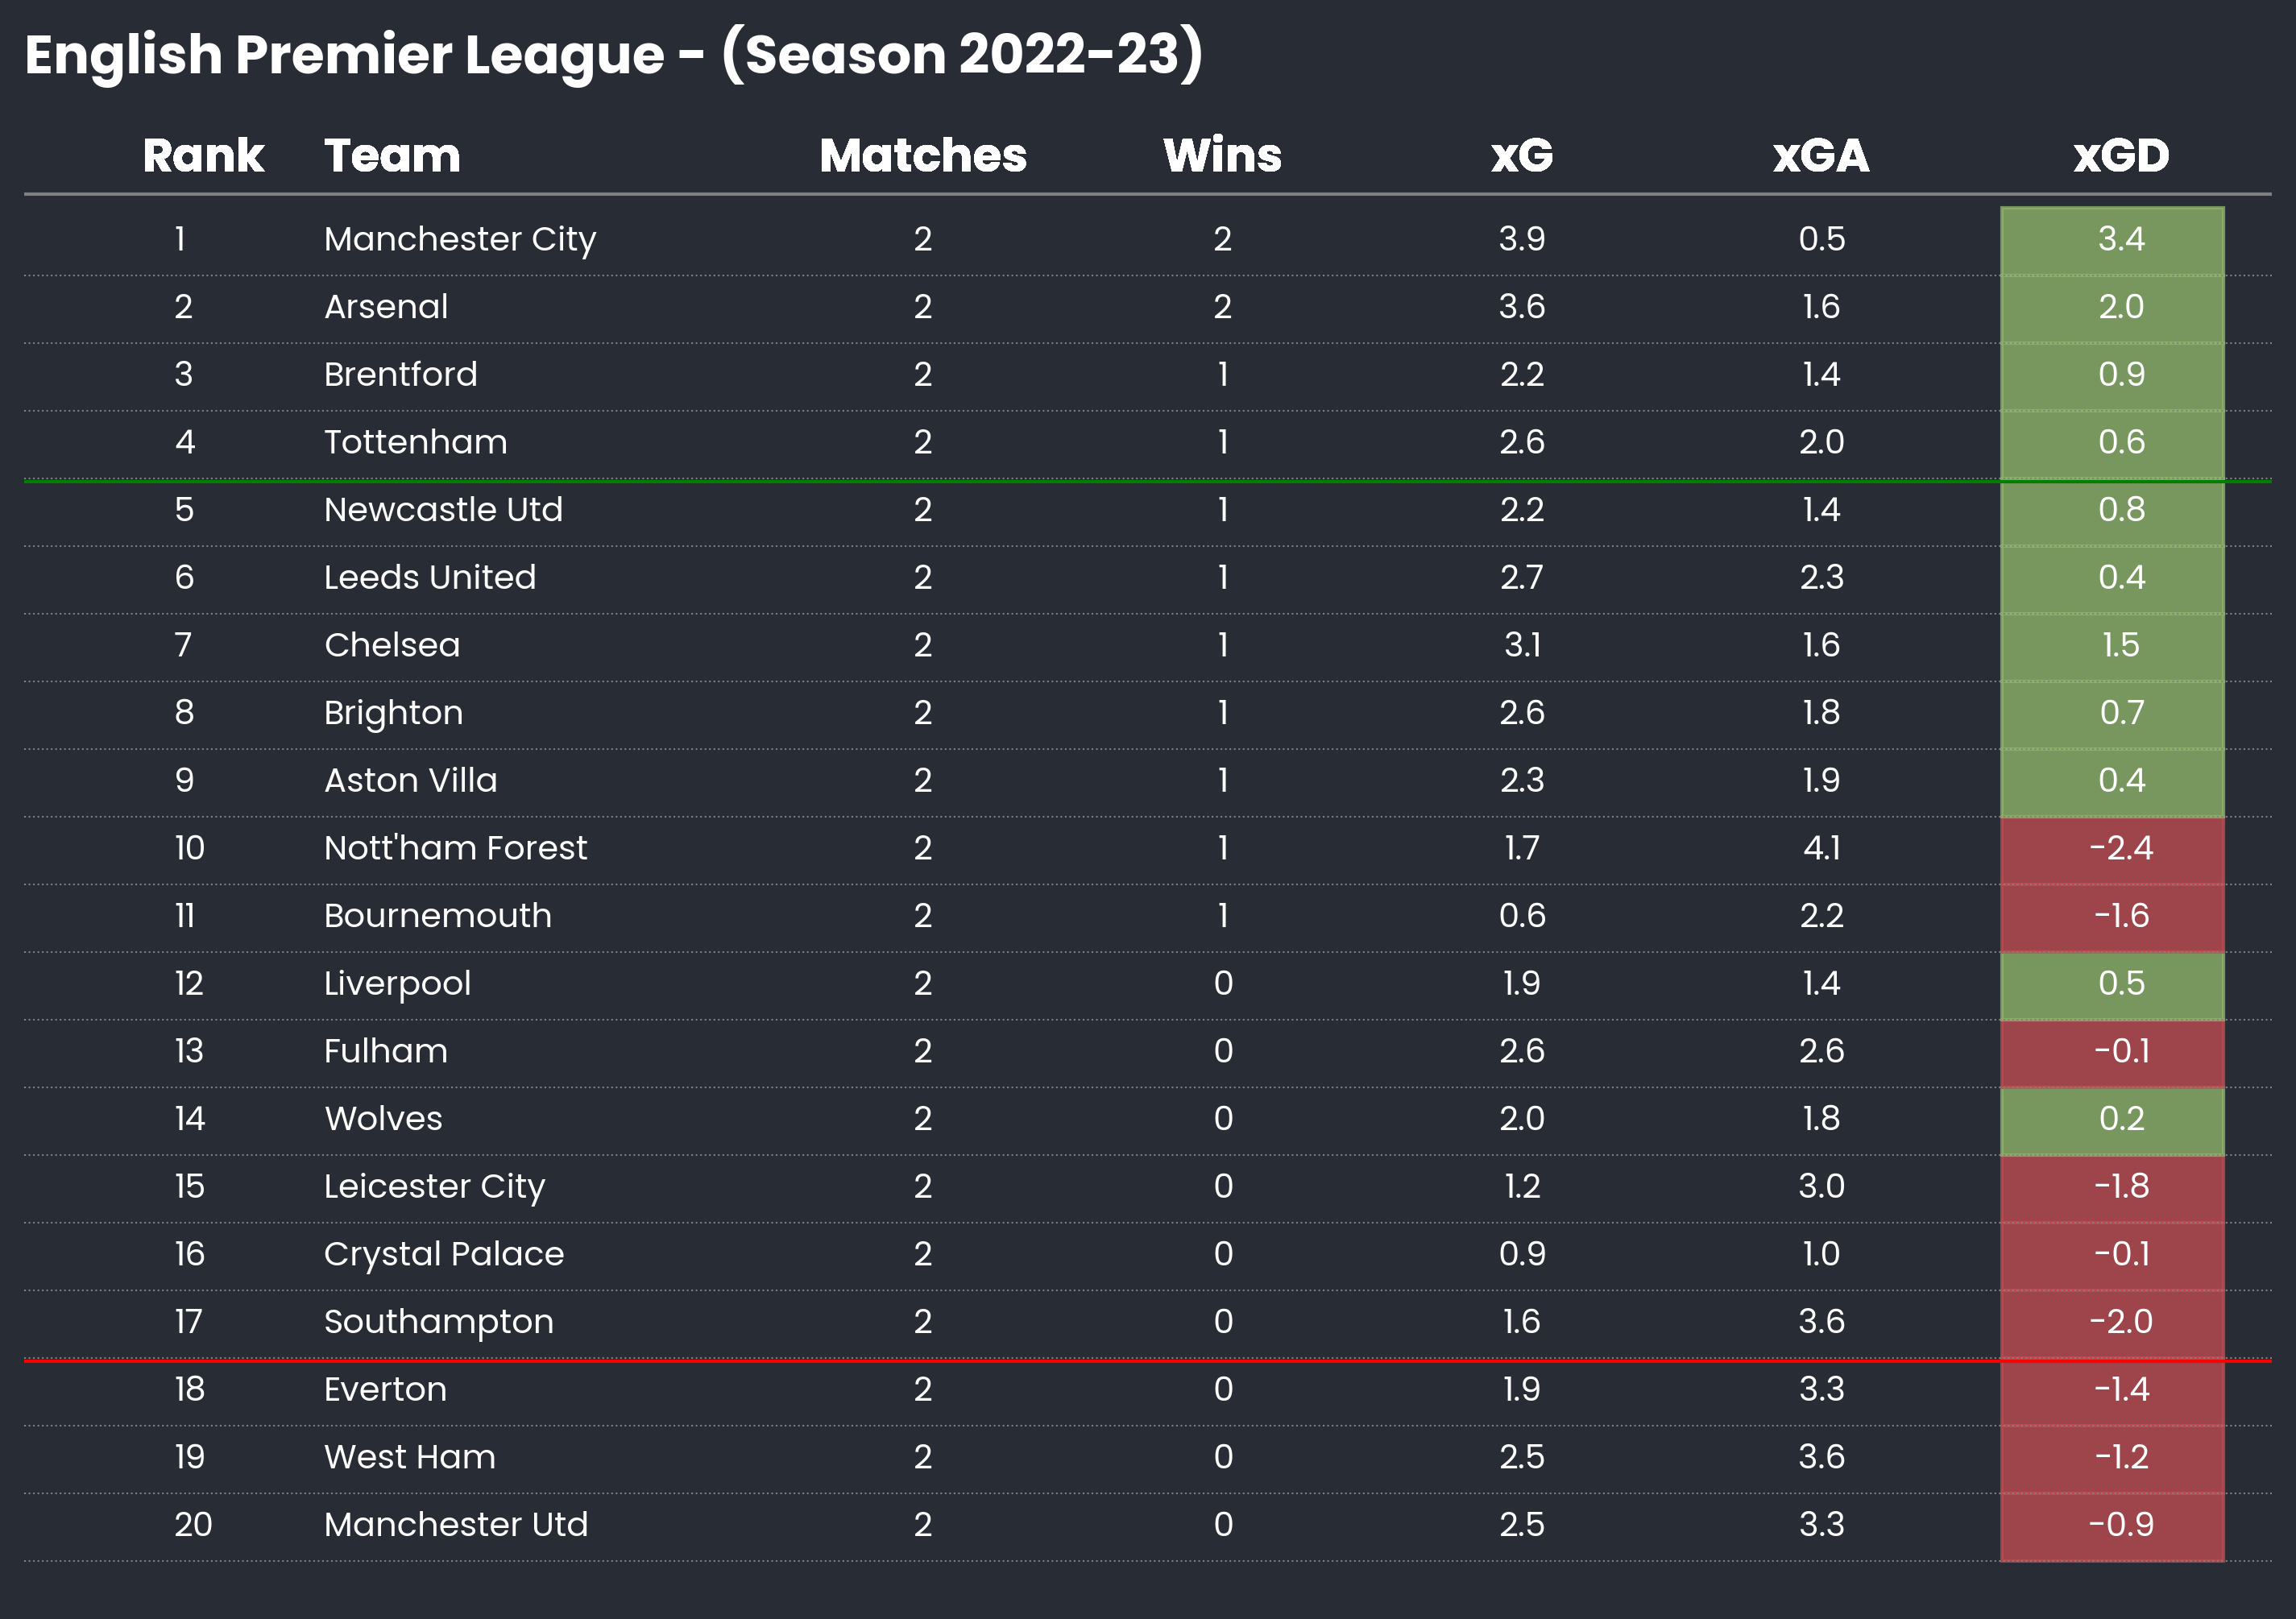 English Premier League - (Season 2022-23)
Rank Team Matches Wins xG xGA xGD
1 Manchester City 2 2 3.9 0.5 3.4
2 Arsenal 2 2 3.6 1.6 2.0
3 Brentford 2 1 2.2 1.4 0.9
4 Tottenham 2 1 2.6 2.0 0.6
5 Newcastle Utd 2 1 2.2 1.4 0.8
6 Leeds United 2 1 2.7 2.3 0.4
7 Chelsea 2 1 3.1 1.6 1.5
8 Brighton 2 1 2.6 1.8 0.7
9 Aston Villa 2 1 2.3 1.9 0.4
10 Nott'ham Forest 2 1 1.7 4.1 -2.4
11 Bournemouth 2 1 0.6 2.2 -1.6
12 Liverpool 2 0 1.9 1.4 0.5
13 Fulham 2 0 2.6 2.6 -0.1
14 Wolves 2 0 2.0 1.8 0.2
15 Leicester City 2 0 1.2 3.0 -1.8
16 Crystal Palace 2 0 0.9 1.0 -0.1
17 Southampton 2 0 1.6 3.6 -2.0
18 Everton 2 0 1.9 3.3 -1.4
19 West Ham 2 0 2.5 3.6 -1.2
20 Manchester Utd 2 0 2.5 3.3 -0.9